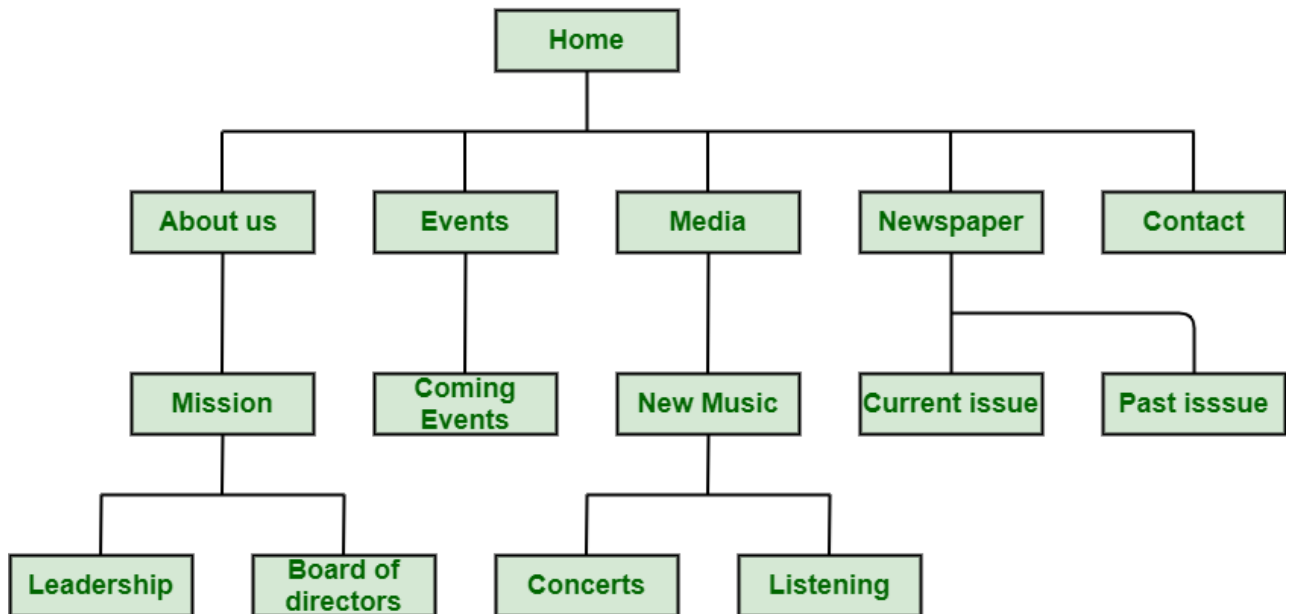 Home
About us
Events
Media
Newspaper
Contact
Mission
Coming
Events
New Music
Current issue
Past isssue
Leadership
Board of
directors
Concerts
Listening